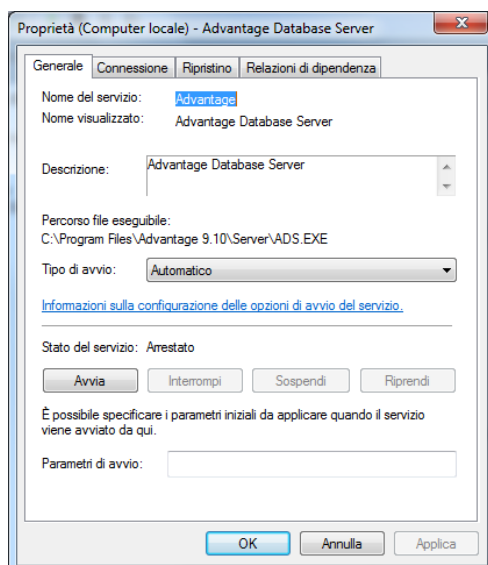 Proprietà (Computer locale) - Advantage Database Server
Generale Connessione Ripristino Relazioni di dipendenza
Nome del servizio: Advantage
Nome visualizzato: Advantage Database Server
Descrizione: Advantage Database Server
Percorso file eseguibile:
C:\Program Files\Advantage 9.10\Server\ADS.EXE
Tipo di avvio: Automatico
Informazioni sulla configurazione delle opzioni di avvio del servizio.
Stato del servizio: Arrestato
Avvia Interrompi Sospendi Riprendi
È possibile specificare i parametri iniziali da applicare quando il servizio
viene avviato da qui.
Parametri di avvio:
OK Annulla Applica